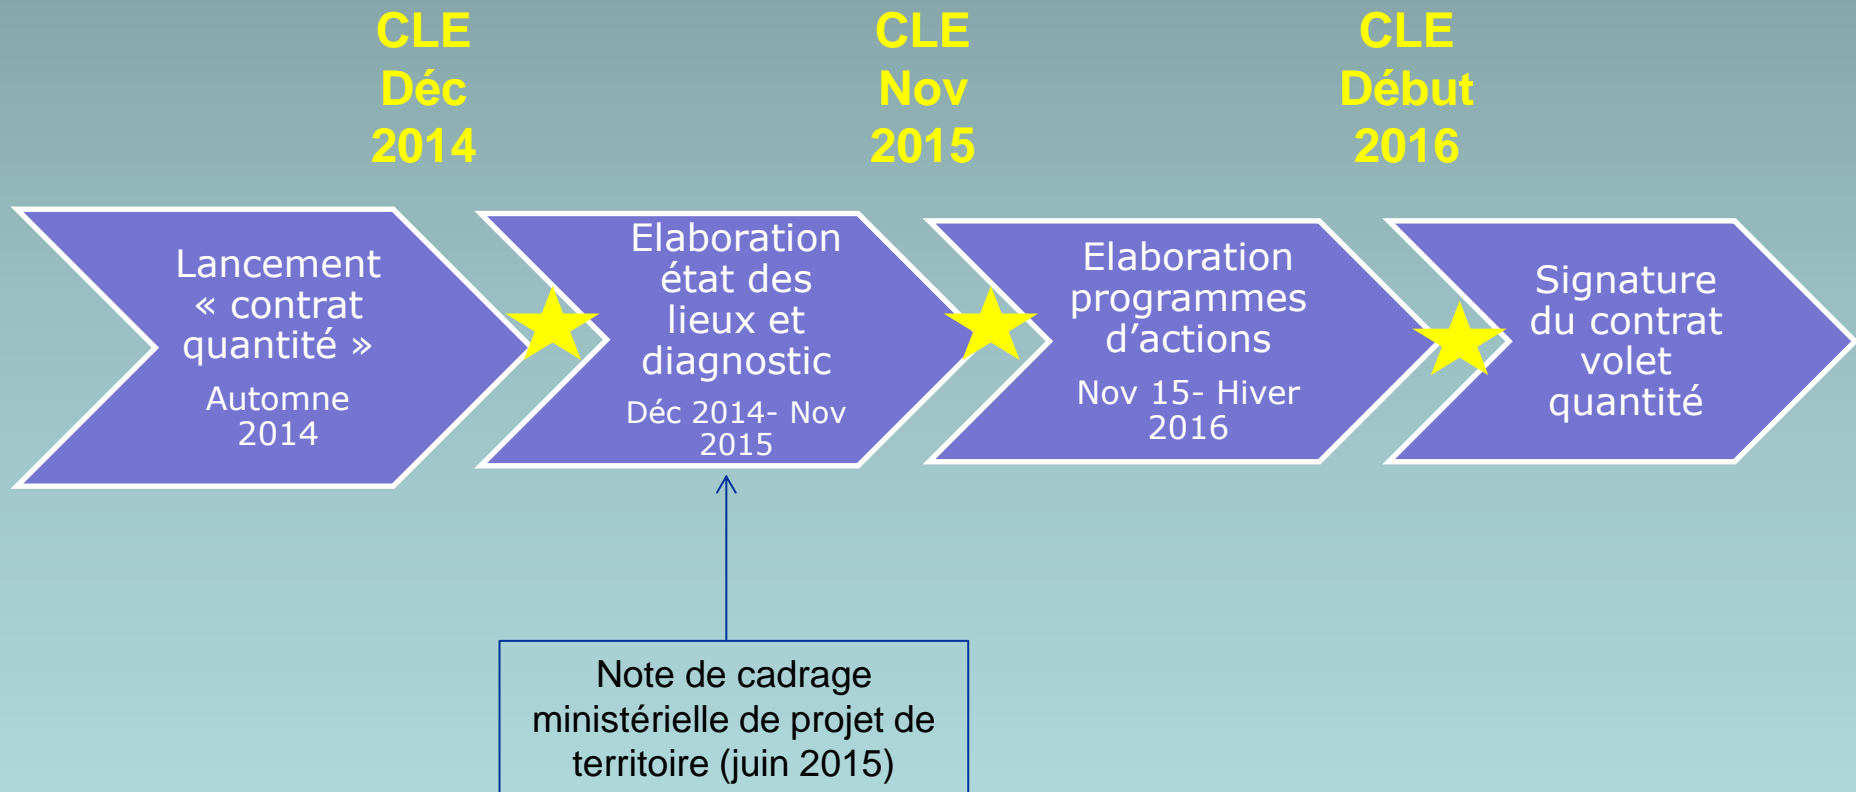 CLE
Déc
2014
CLE
Nov
2015
CLE
Début
2016
Lancement
« contrat
quantité »
Automne
2014
Elaboration
état des
lieux et
diagnostic
Déc 2014- Nov
2015
Elaboration
programmes
d’actions
Nov 15- Hiver
2016
Signature
du contrat
volet
quantité
Note de cadrage
ministérielle de projet de
territoire (juin 2015)